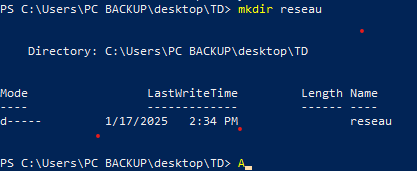 PS C:\Users\PC BACKUP\desktop\TD> mkdir reseau
Directory: C:\Users\PC BACKUP\desktop\TD
Mode LastWriteTime Length Name
---- ------------- ------ ----
d----- 1/17/2025 2:34 PM reseau
PS C:\Users\PC BACKUP\desktop\TD> A